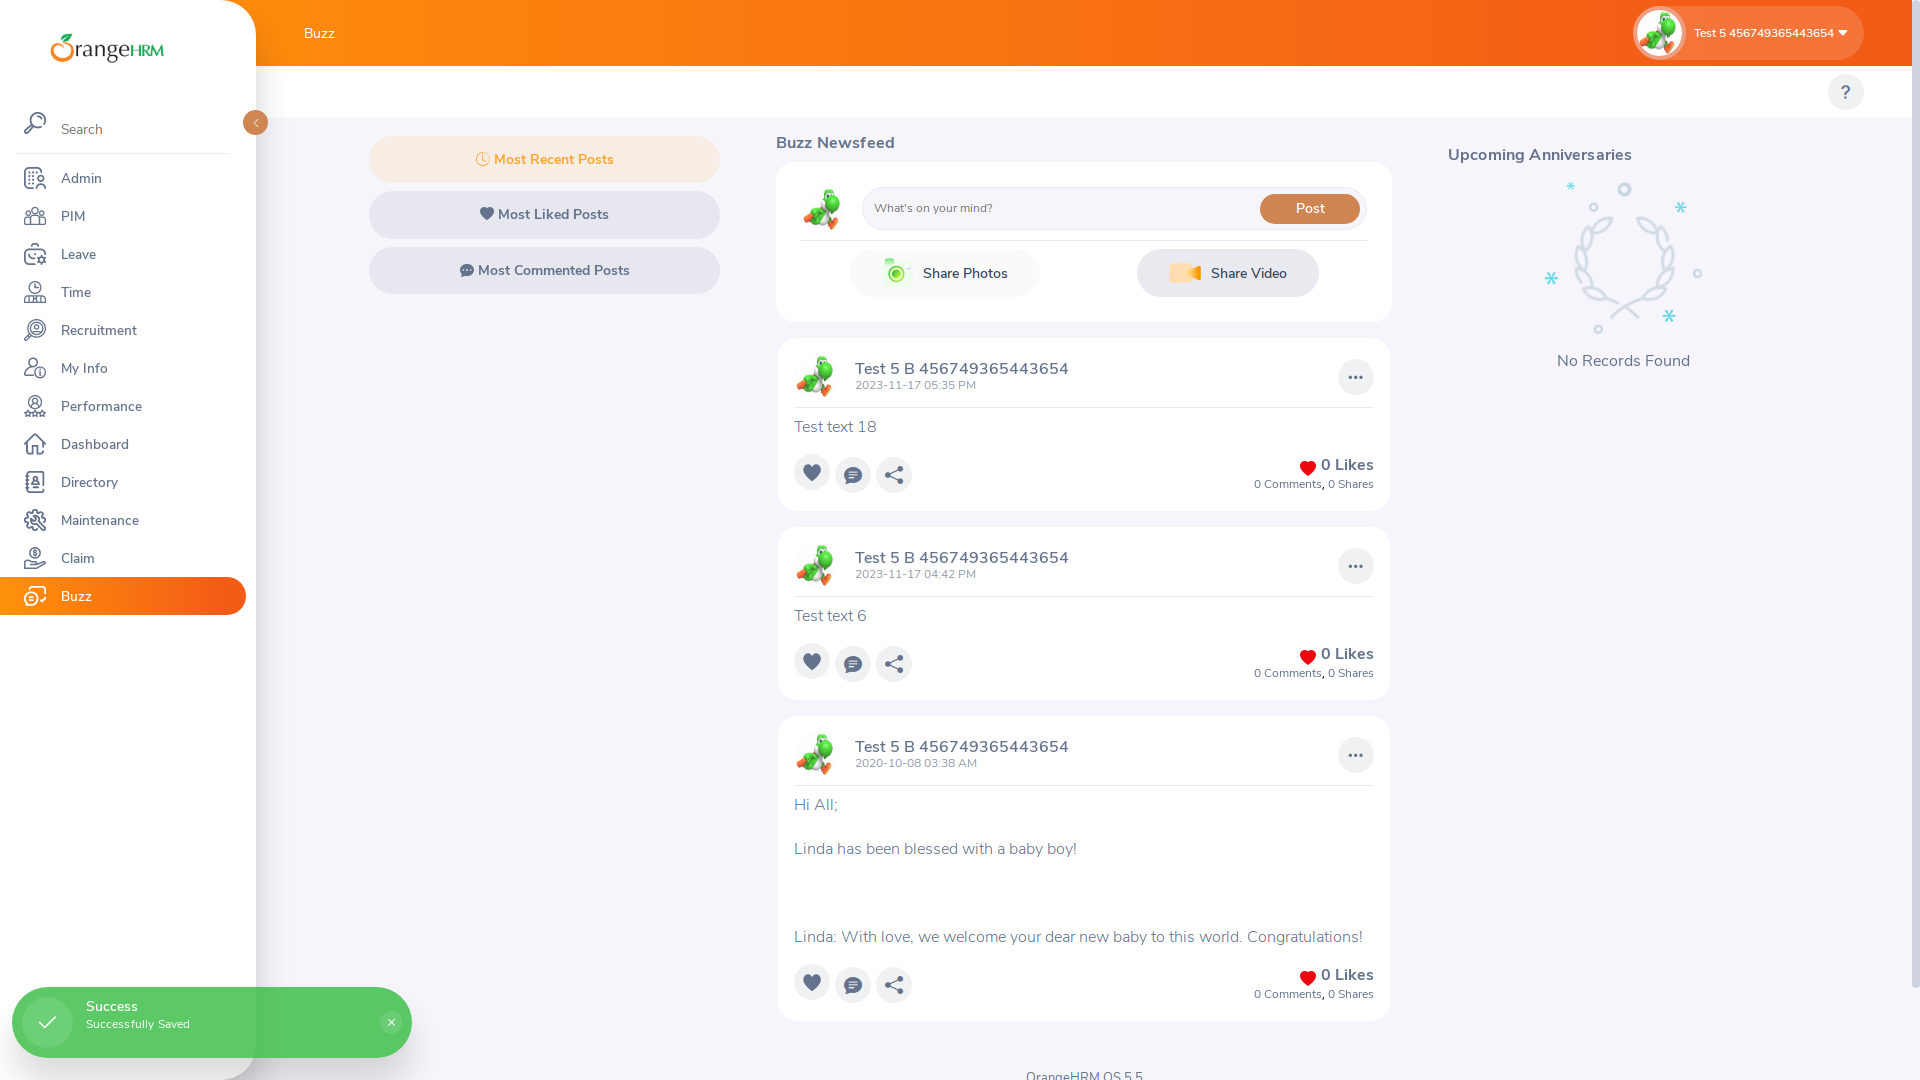 OrangeHRM
Search
Admin
PIM
Leave
Time
Recruitment
My Info
Performance
Dashboard
Directory
Maintenance
Claim
Buzz
Buzz
Test 5 456749365443654
?
Most Recent Posts
Most Liked Posts
Most Commented Posts
Buzz Newsfeed
What's on your mind?
Post
Share Photos
Share Video
Test 5 B 456749365443654
2023-11-17 05:35 PM
Test text 18
0 Likes
0 Comments, 0 Shares
Test 5 B 456749365443654
2023-11-17 04:42 PM
Test text 6
0 Likes
0 Comments, 0 Shares
Test 5 B 456749365443654
2020-10-08 03:38 AM
Hi All;
Linda has been blessed with a baby boy!
Linda: With love, we welcome your dear new baby to this world. Congratulations!
0 Likes
0 Comments, 0 Shares
Upcoming Anniversaries
No Records Found
Success
Successfully Saved
OrangeHRM OS 5.5